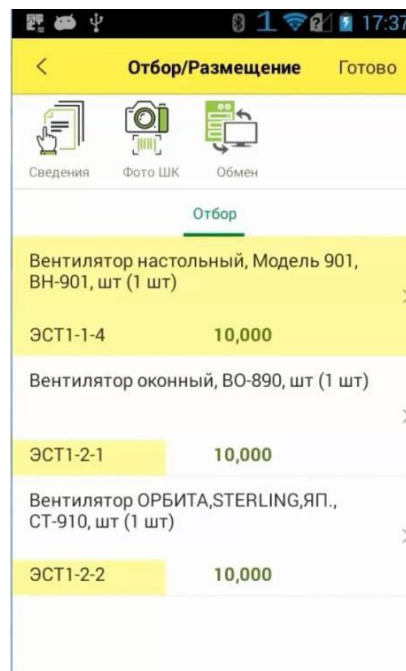 1 17:37
Отбор/Размещение Готово
Сведения Фото ШК Обмен
Отбор
Вентилятор настольный, Модель 901,
ВН-901, шт (1 шт)
ЭСТ1-1-4 10,000
Вентилятор оконный, ВО-890, шт (1 шт)
ЭСТ1-2-1 10,000
Вентилятор ОРБИТА,STERLING,ЯП.,
СТ-910, шт (1 шт)
ЭСТ1-2-2 10,000